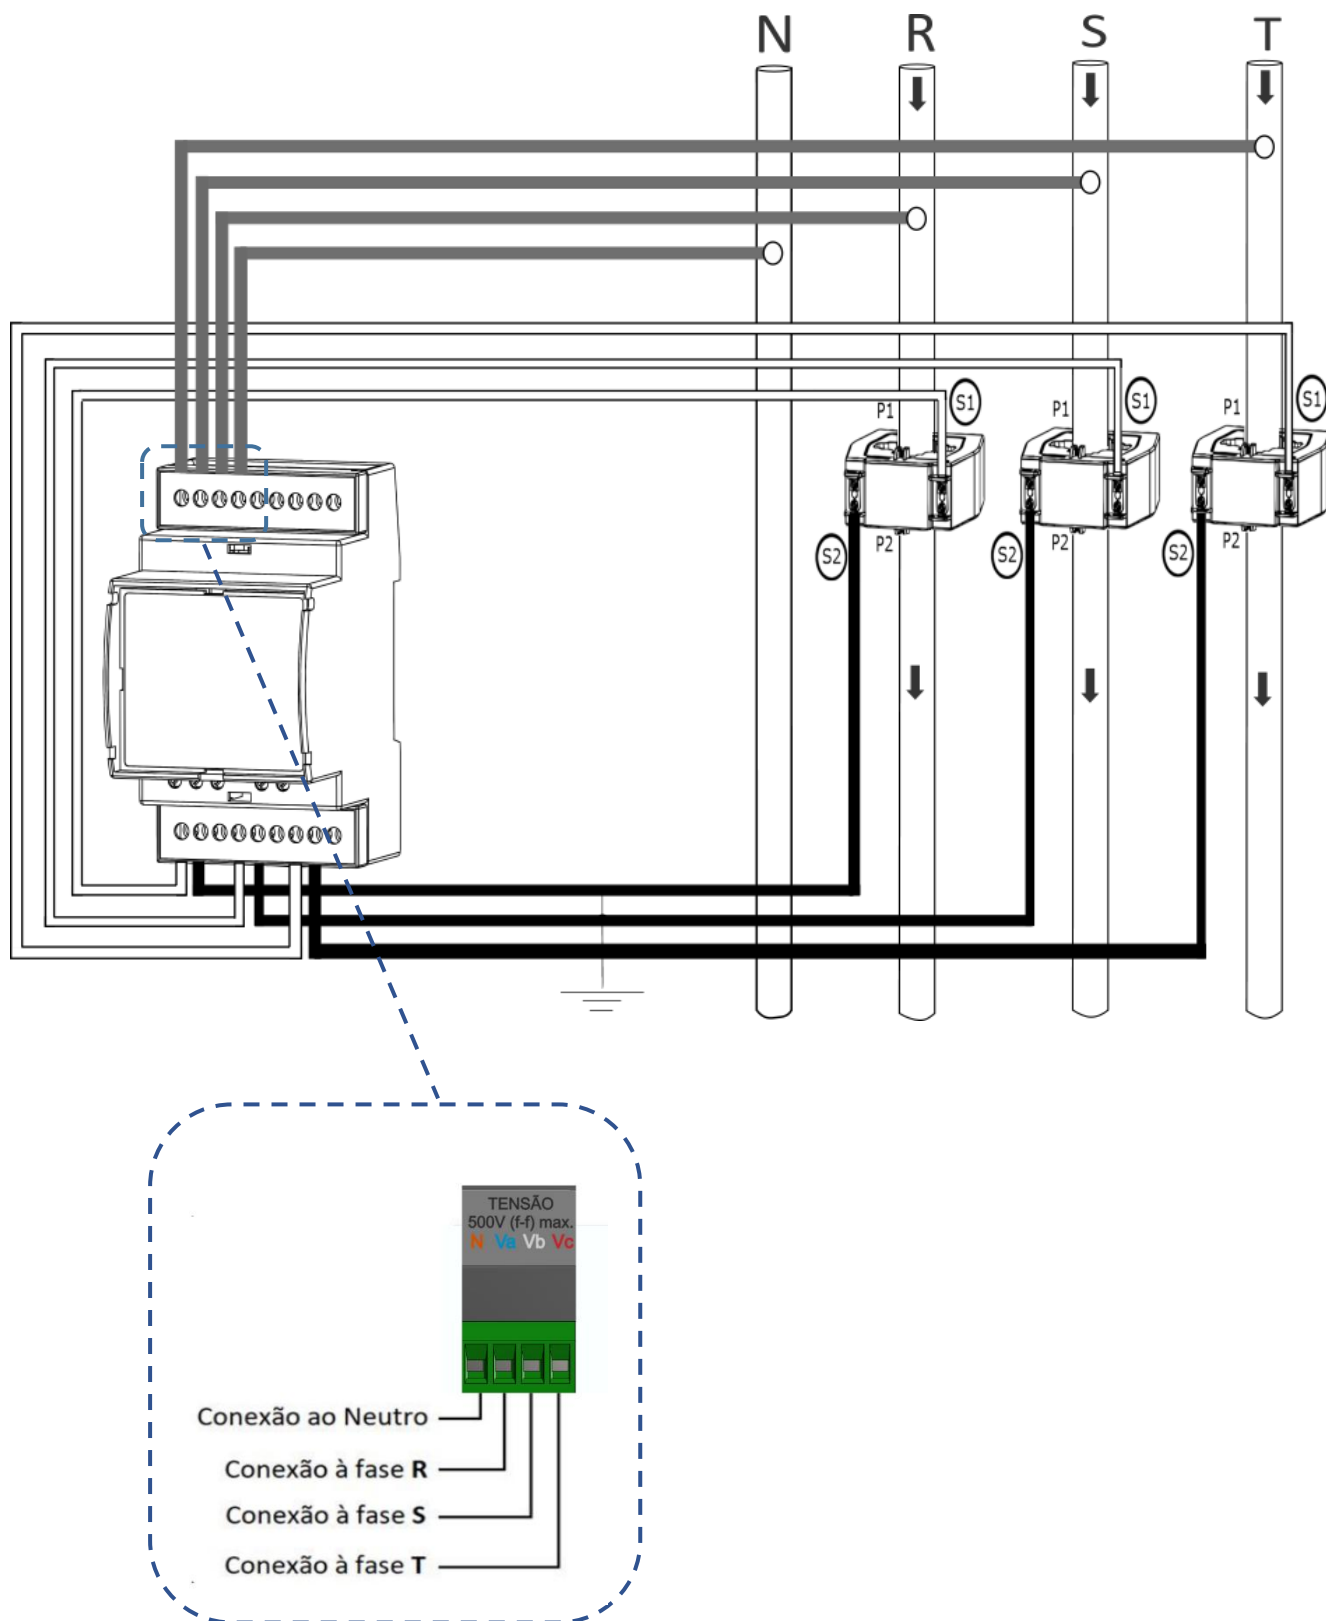 N R S T
P1 S1 P1 S1 P1 S1
S2 P2 S2 P2 S2 P2
TENSÃO
500V (f-f) max.
N Va Vb Vc
Conexão ao Neutro
Conexão à fase R
Conexão à fase S
Conexão à fase T